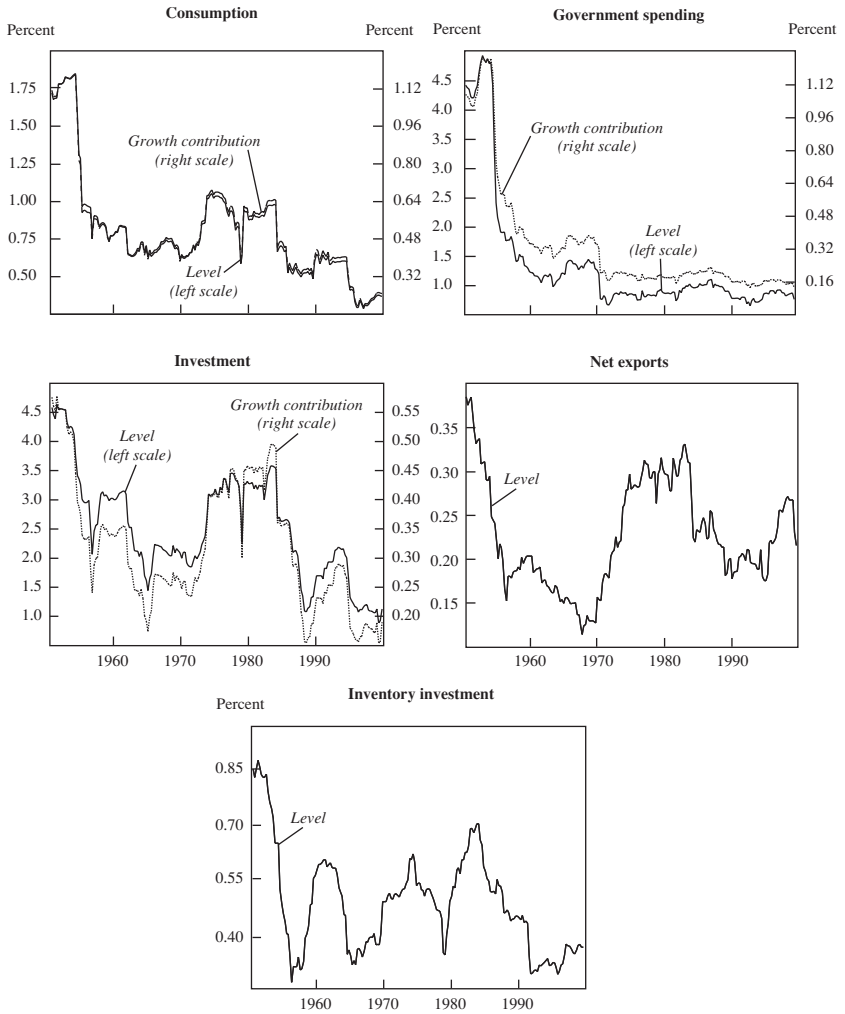 Consumption
Government spending
Percent
Percent
Percent
Percent
1.75
1.50
1.25
1.00
0.75
0.50
Growth contribution
(right scale)
Level
(left scale)
1.12
0.96
0.80
0.64
0.48
0.32
4.5
4.0
3.5
3.0
2.5
2.0
1.5
1.0
Growth contribution
(right scale)
Level
(left scale)
1.12
0.96
0.80
0.64
0.48
0.32
0.16
Investment
Net exports
4.5
4.0
3.5
3.0
2.5
2.0
1.5
1.0
Level
(left scale)
Growth contribution
(right scale)
0.55
0.50
0.45
0.40
0.35
0.30
0.25
0.20
1960 1970 1980 1990
0.35
0.30
0.25
0.20
0.15
Level
1960 1970 1980 1990
Inventory investment
Percent
0.85
0.70
0.55
0.40
Level
1960 1970 1980 1990